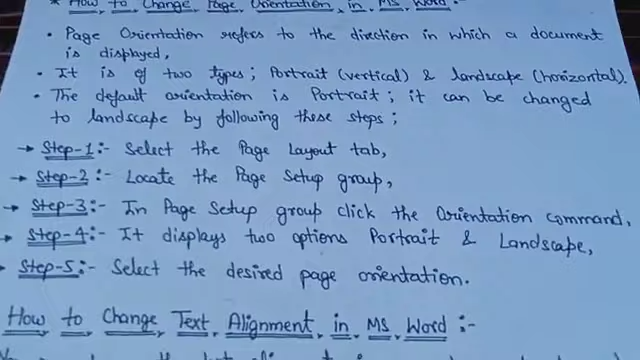 * How to Change Page Orientation in MS Word :-
• Page Orientation refers to the direction in which a document
is displayed,
• It is of two types; Portrait (vertical) & landscape (horizontal).
• The default orientation is Portrait; it can be changed
to landscape by following these steps;
→ Step-1:- Select the Page Layout tab,
→ Step-2:- Locate the Page Setup group,
→ Step-3:- In Page Setup group click the Orientation command,
→ Step-4:- It displays two options Portrait & Landscape,
→ Step-5:- Select the desired page orientation.
How to Change Text Alignment in MS Word :-